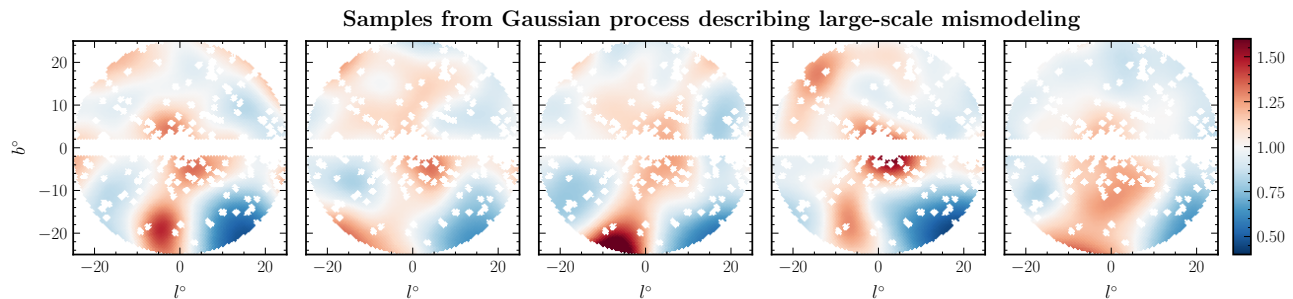 Samples from Gaussian process describing large-scale mismodeling
b°
20
10
0
−10
−20
−20 0 20
−20 0 20
−20 0 20
−20 0 20
−20 0 20
l° l° l° l° l°
1.50
1.25
1.00
0.75
0.50